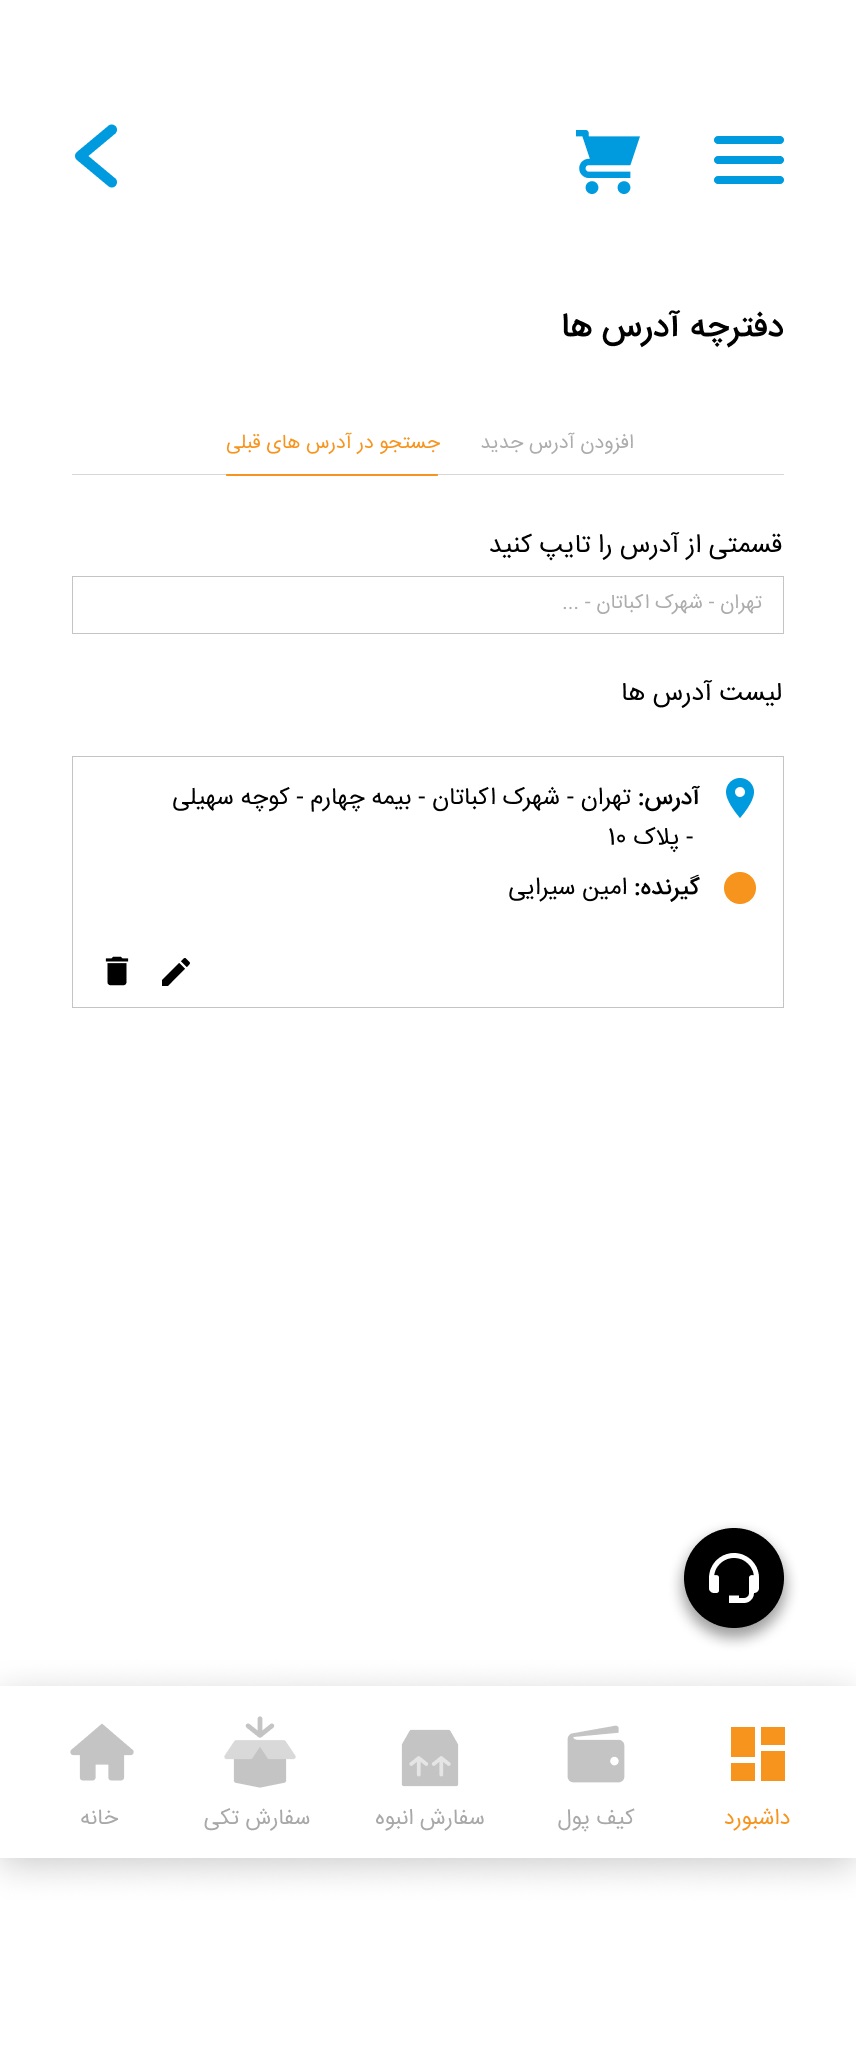 دفترچه آدرس ها
افزودن آدرس جدید
جستجو در آدرس های قبلی
قسمتی از آدرس را تایپ کنید
تهران - شهرک اکباتان - ...
لیست آدرس ها
آدرس: تهران - شهرک اکباتان - بیمه چهارم - کوچه سهیلی
- پلاک ۱۰
گیرنده: امین سیرایی
داشبورد
کیف پول
سفارش انبوه
سفارش تکی
خانه